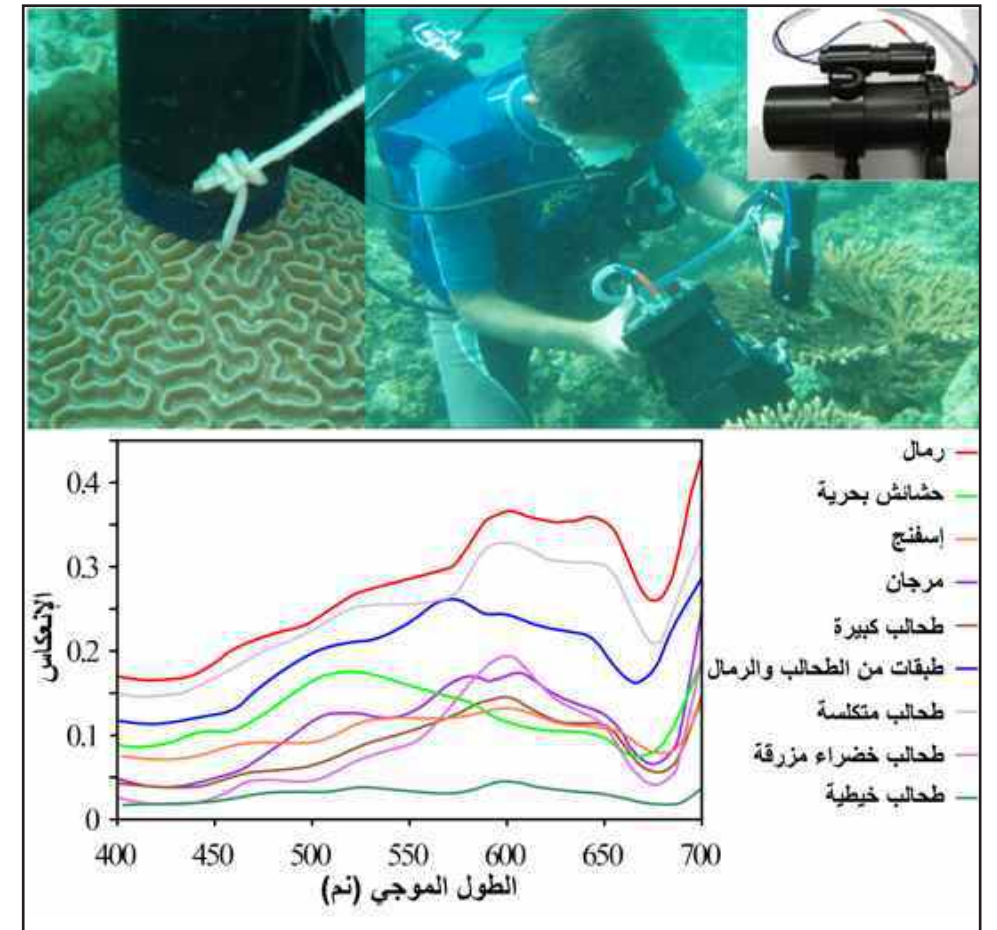 رمال
حشائش بحرية
إسفنج
مرجان
طحالب كبيرة
طبقات من الطحالب والرمال
طحالب متكلسة
طحالب خضراء مزرقة
طحالب خيطية
الإنعكاس
0.4
0.3
0.2
0.1
0
400 450 500 550 600 650 700
الطول الموجي (نم)